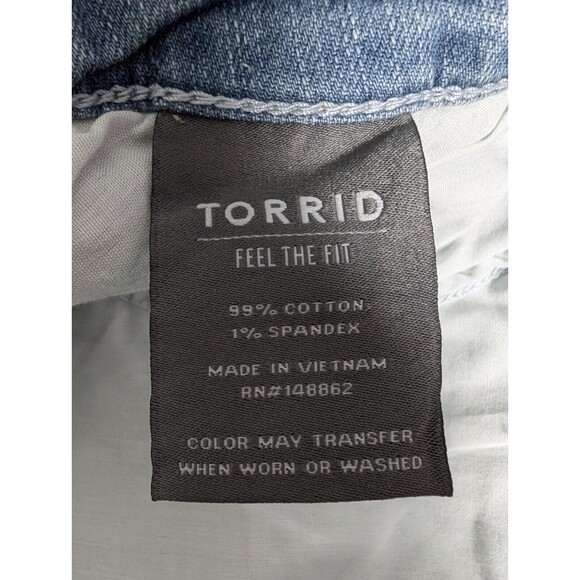 TORRID
FEEL THE FIT
99% COTTON
1% SPANDEX
MADE IN VIETNAM
RN#148862
COLOR MAY TRANSFER
WHEN WORN OR WASHED